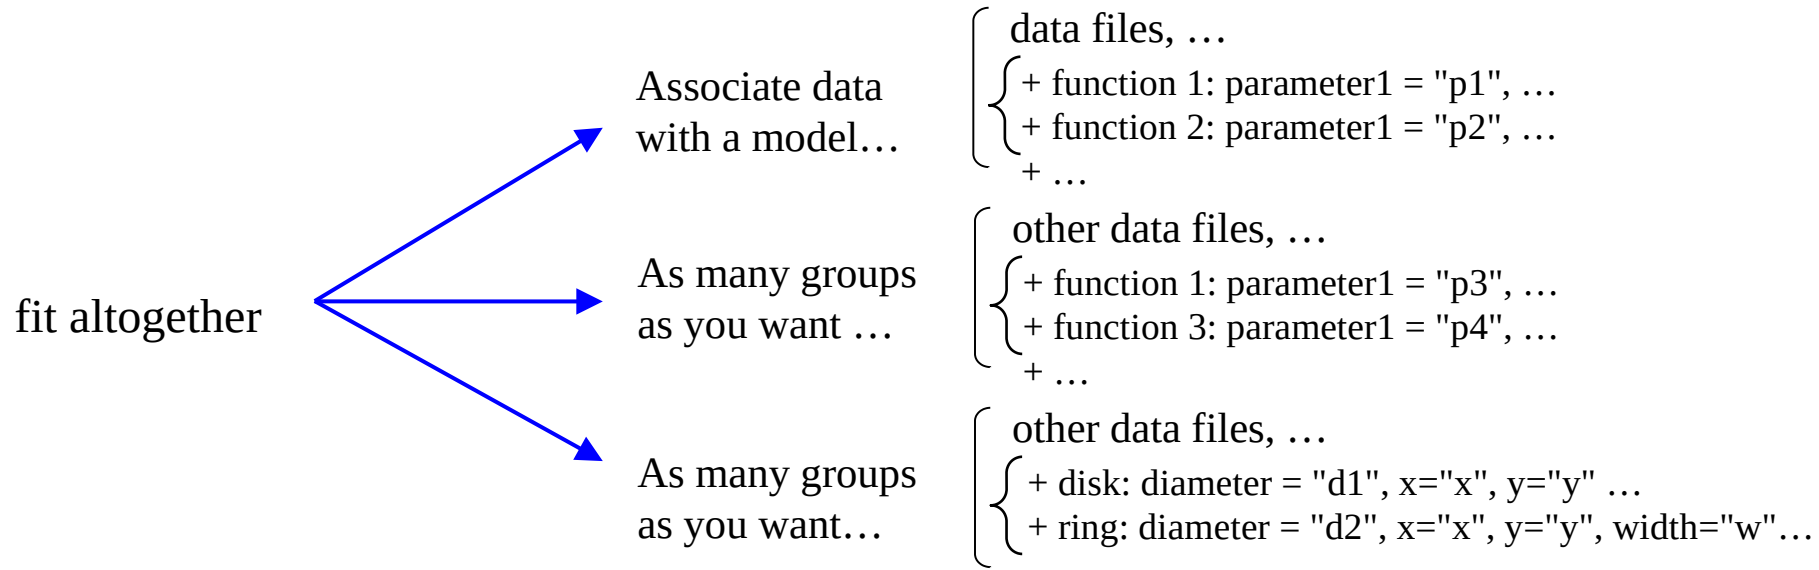 fit altogether
Associate data
with a model…
data files, …
+ function 1: parameter1 = "p1", …
+ function 2: parameter1 = "p2", …
+ …
As many groups
as you want …
other data files, …
+ function 1: parameter1 = "p3", …
+ function 3: parameter1 = "p4", …
+ …
As many groups
as you want…
other data files, …
+ disk: diameter = "d1", x="x", y="y" …
+ ring: diameter = "d2", x="x", y="y", width="w"…